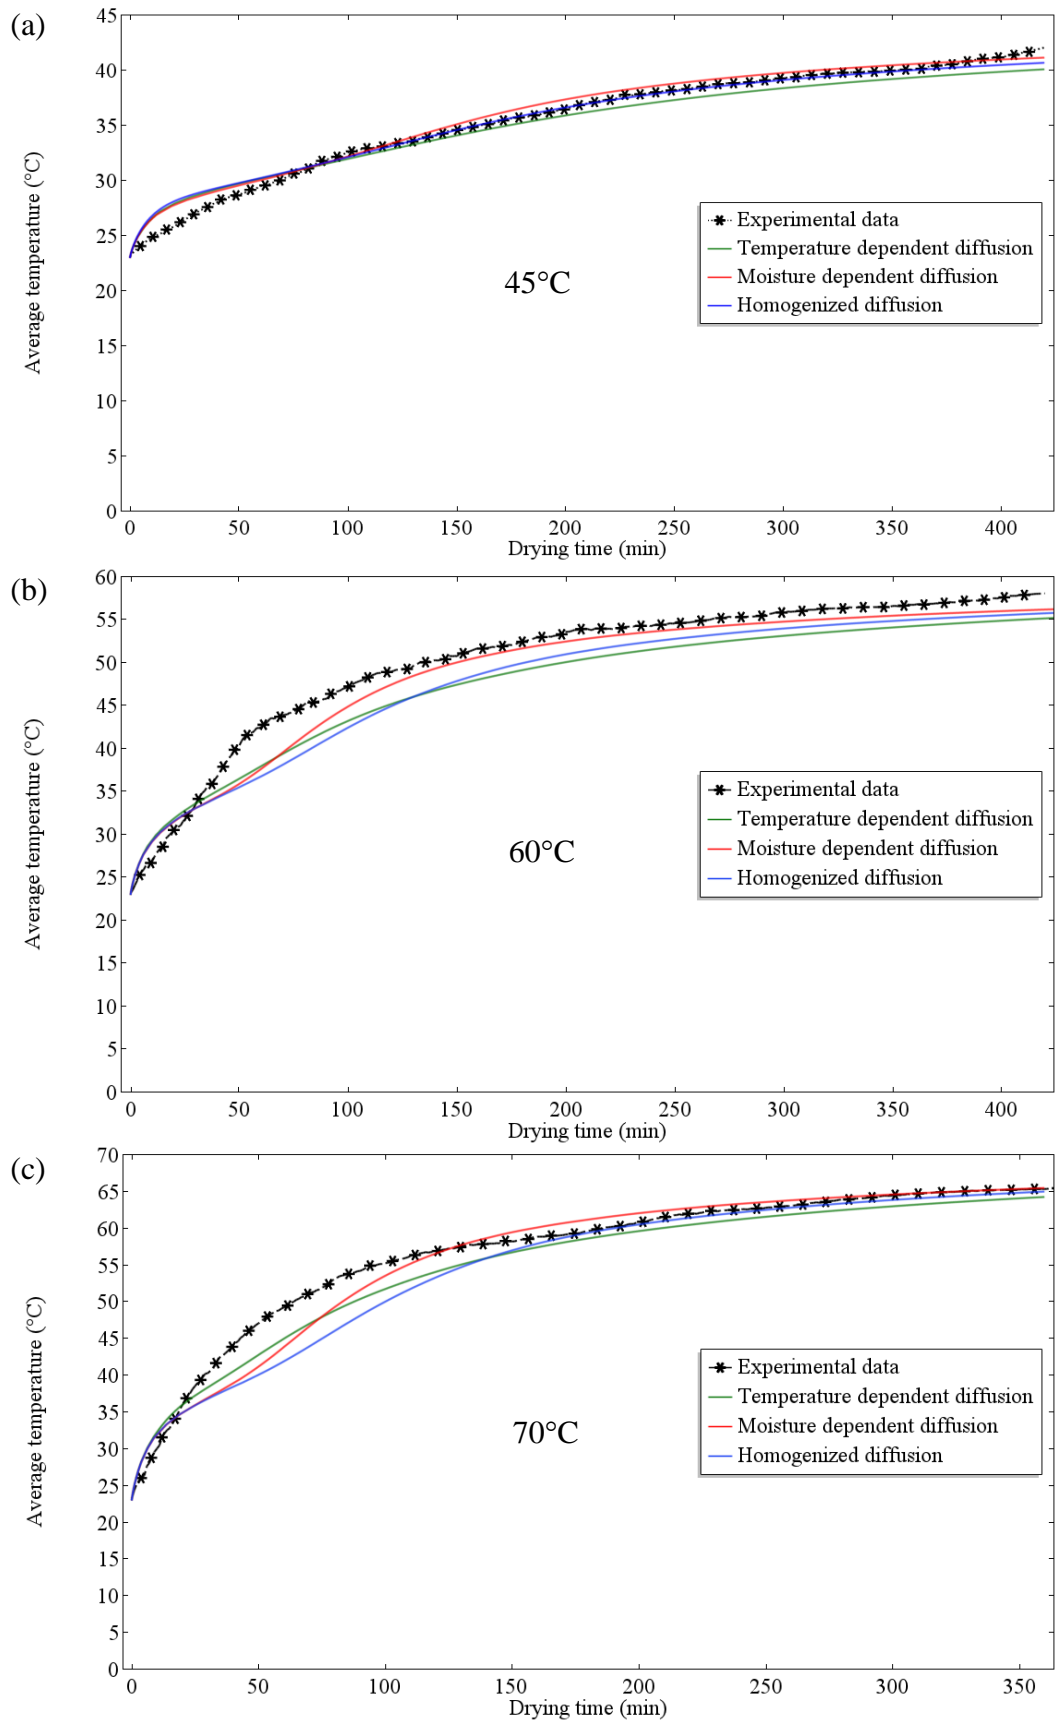 (a)
45
40
35
30
25
20
15
10
5
0
Average temperature (°C)
Experimental data
Temperature dependent diffusion
Moisture dependent diffusion
Homogenized diffusion
45°C
0 50 100 150 200 250 300 350 400
Drying time (min)
(b)
60
55
50
45
40
35
30
25
20
15
10
5
0
Average temperature (°C)
Experimental data
Temperature dependent diffusion
Moisture dependent diffusion
Homogenized diffusion
60°C
0 50 100 150 200 250 300 350 400
Drying time (min)
(c)
70
65
60
55
50
45
40
35
30
25
20
15
10
5
0
Average temperature (°C)
Experimental data
Temperature dependent diffusion
Moisture dependent diffusion
Homogenized diffusion
70°C
0 50 100 150 200 250 300 350
Drying time (min)